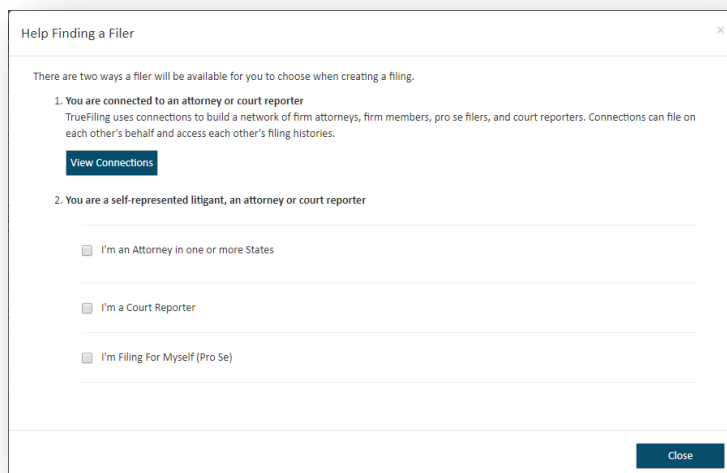 Help Finding a Filer
×
There are two ways a filer will be available for you to choose when creating a filing.
1. You are connected to an attorney or court reporter
TrueFiling uses connections to build a network of firm attorneys, firm members, pro se filers, and court reporters. Connections can file on
each other's behalf and access each other's filing histories.
View Connections
2. You are a self-represented litigant, an attorney or court reporter
I'm an Attorney in one or more States
I'm a Court Reporter
I'm Filing For Myself (Pro Se)
Close